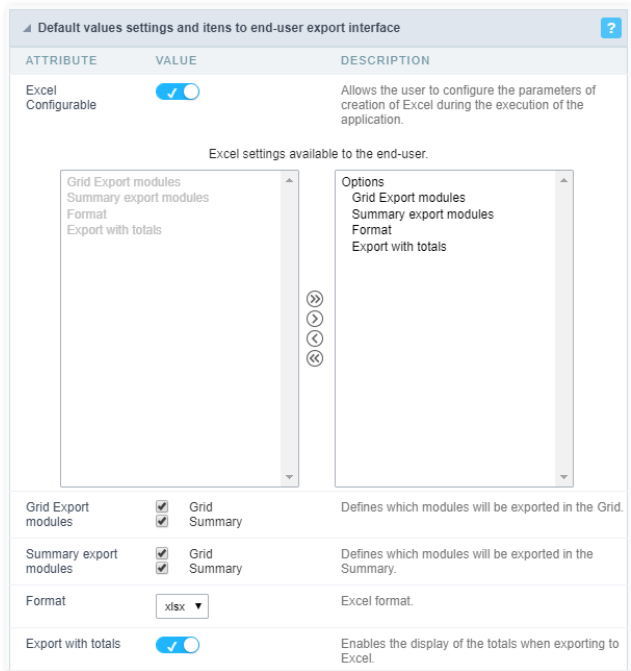 Default values settings and itens to end-user export interface
?
ATTRIBUTE VALUE DESCRIPTION
Excel
Configurable
Allows the user to configure the parameters of
creation of Excel during the execution of the
application.
Excel settings available to the end-user.
Grid Export modules
Summary export modules
Format
Export with totals
Options
Grid Export modules
Summary export modules
Format
Export with totals
Grid Export
modules
Grid
Summary
Defines which modules will be exported in the Grid.
Summary export
modules
Grid
Summary
Defines which modules will be exported in the
Summary.
Format
xlsx
Excel format.
Export with totals
Enables the display of the totals when exporting to
Excel.